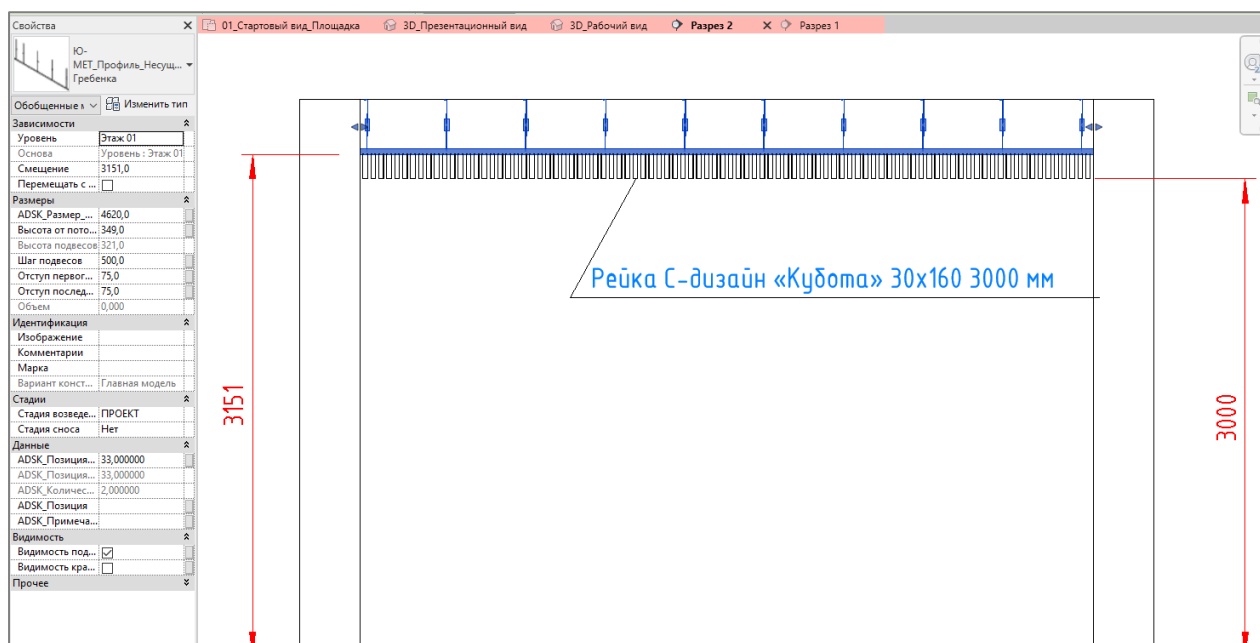 Свойства
01_Стартовый вид_Площадка
3D_Презентационный вид
3D_Рабочий вид
Разрез 2
Разрез 1
Ю-
МЕТ_Профиль_Несущ...
Гребенка
Обобщенные м
Изменить тип
Зависимости
Уровень Этаж 01
Основа Уровень : Этаж 01
Смещение 3151,0
Перемещать с ...
Размеры
ADSK_Размер_... 4620,0
Высота от пото... 349,0
Высота подвесов 321,0
Шаг подвесов 500,0
Отступ первог... 75,0
Отступ послед... 75,0
Объем 0,000
Идентификация
Изображение
Комментарии
Марка
Вариант конст... Главная модель
Стадии
Стадия возведе... ПРОЕКТ
Стадия сноса Нет
Данные
ADSK_Позиция... 33,000000
ADSK_Позиция... 33,000000
ADSK_Количес... 2,000000
ADSK_Позиция
ADSK_Примеча...
Видимость
Видимость под...
Видимость кра...
Прочее
Рейка С-дизайн «Кубота» 30х160 3000 мм
3151
3000